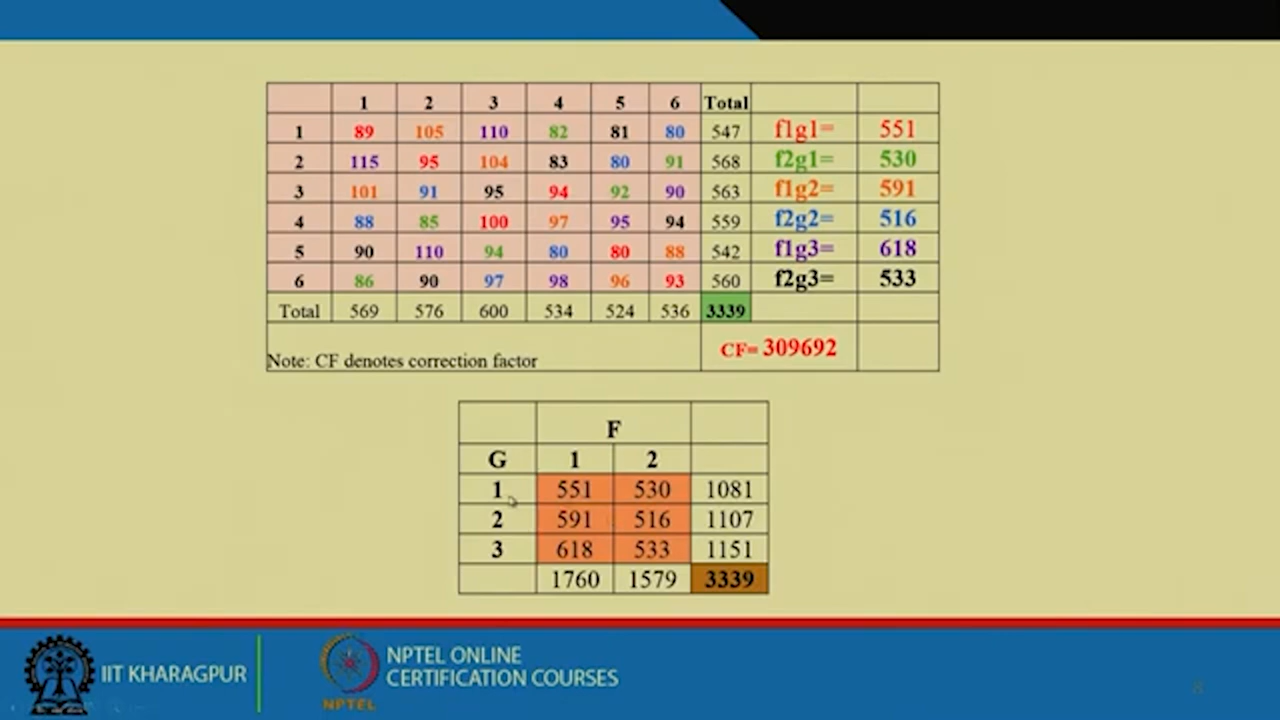 1 2 3 4 5 6 Total
1 89 105 110 82 81 80 547 f1g1= 551
2 115 95 104 83 80 91 568 f2g1= 530
3 101 91 95 94 92 90 563 f1g2= 591
4 88 85 100 97 95 94 559 f2g2= 516
5 90 110 94 80 80 88 542 f1g3= 618
6 86 90 97 98 96 93 560 f2g3= 533
Total 569 576 600 534 524 536 3339
Note: CF denotes correction factor CF= 309692
F
G 1 2
1 551 530 1081
2 591 516 1107
3 618 533 1151
1760 1579 3339
IIT KHARAGPUR
NPTEL
NPTEL ONLINE
CERTIFICATION COURSES
8